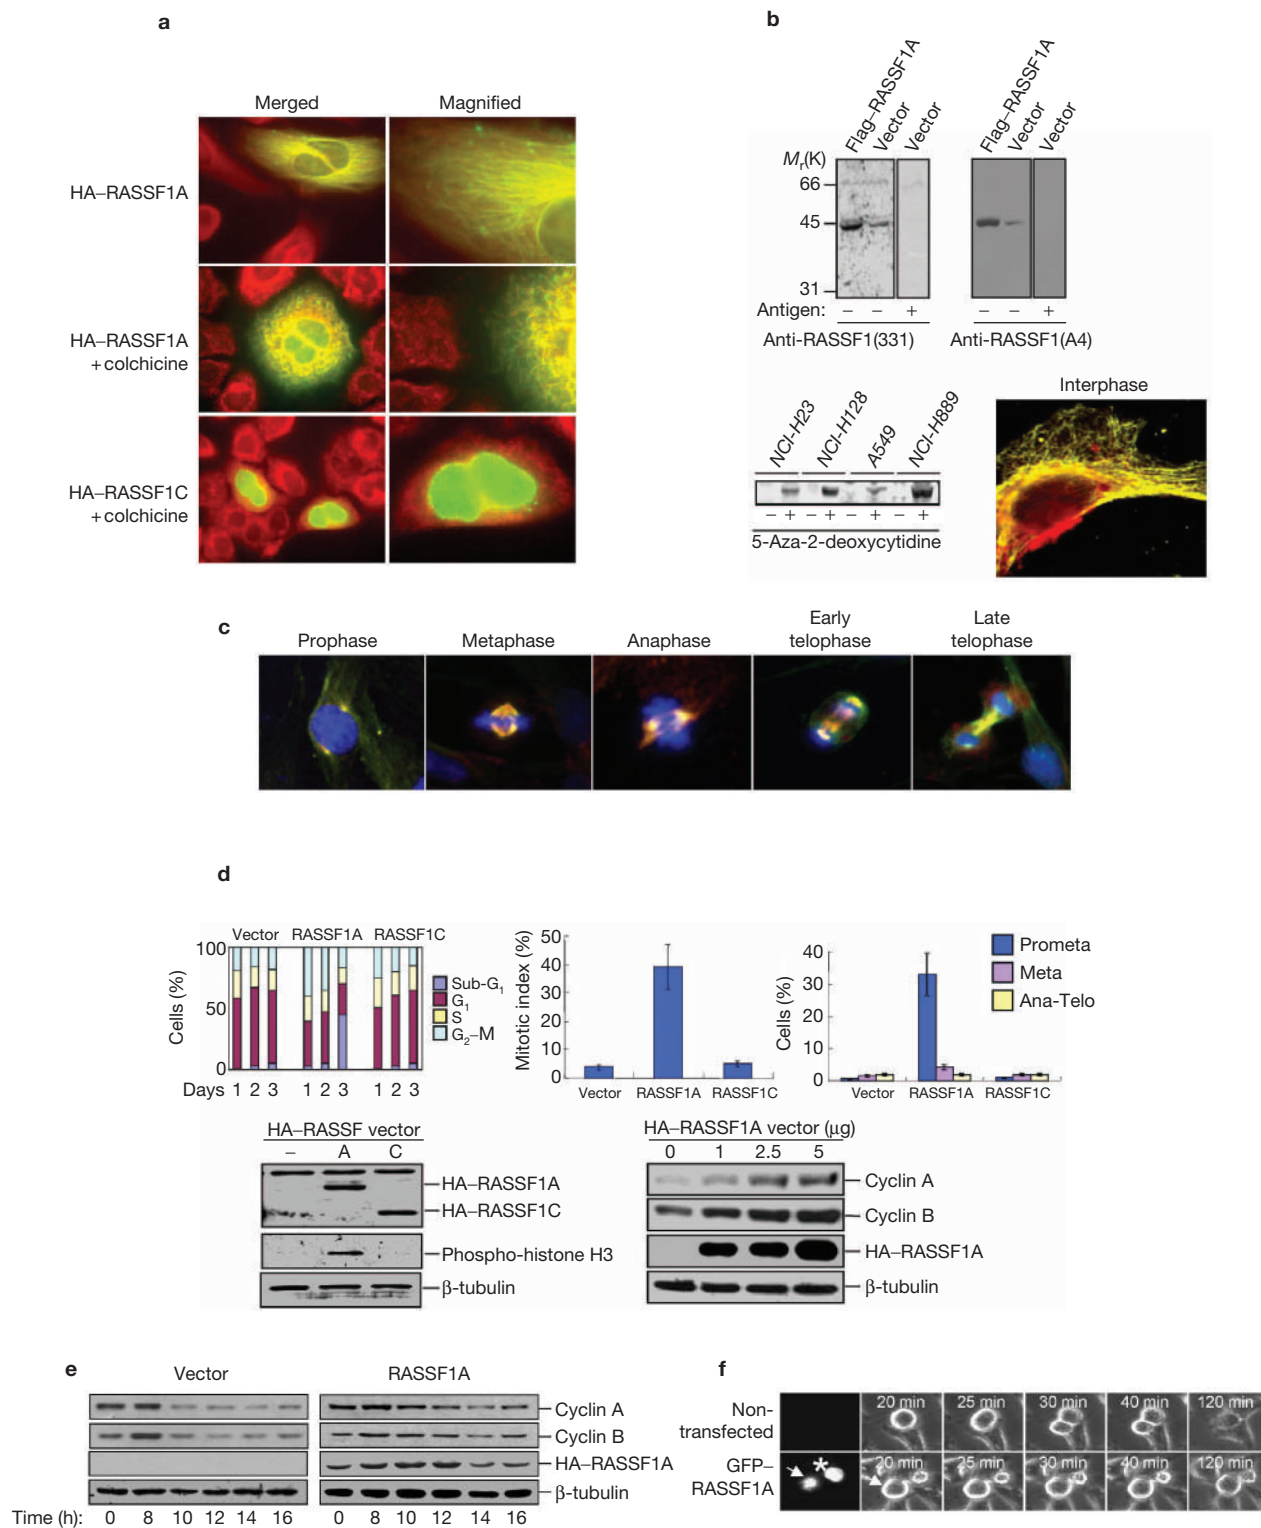 a
Merged Magnified
HA–RASSF1A
HA–RASSF1A
+ colchicine
HA–RASSF1C
+ colchicine
b
Flag–RASSF1A
Vector
Vector
Flag–RASSF1A
Vector
Vector
Mr(K)
66
45
31
Antigen: – – + – – +
Anti-RASSF1(331) Anti-RASSF1(A4)
NCI-H23
NCI-H128
A549
NCI-H889
– + – + – + – +
5-Aza-2-deoxycytidine
Interphase
c
Prophase Metaphase Anaphase Early telophase Late telophase
d
Vector RASSF1A RASSF1C
100
50
0
Cells (%)
Days 1 2 3 1 2 3 1 2 3
Sub-G1
G1
S
G2–M
Mitotic index (%)
50
40
30
20
10
0
Vector RASSF1A RASSF1C
Cells (%)
40
30
20
10
0
Vector RASSF1A RASSF1C
Prometa
Meta
Ana-Telo
HA–RASSF vector
– A C
HA–RASSF1A
HA–RASSF1C
Phospho-histone H3
β-tubulin
HA–RASSF1A vector (μg)
0 1 2.5 5
Cyclin A
Cyclin B
HA–RASSF1A
β-tubulin
e
Vector RASSF1A
Cyclin A
Cyclin B
HA–RASSF1A
β-tubulin
Time (h): 0 8 10 12 14 16 0 8 10 12 14 16
f
Non-
transfected
20 min 25 min 30 min 40 min 120 min
GFP–
RASSF1A
*
20 min 25 min 30 min 40 min 120 min